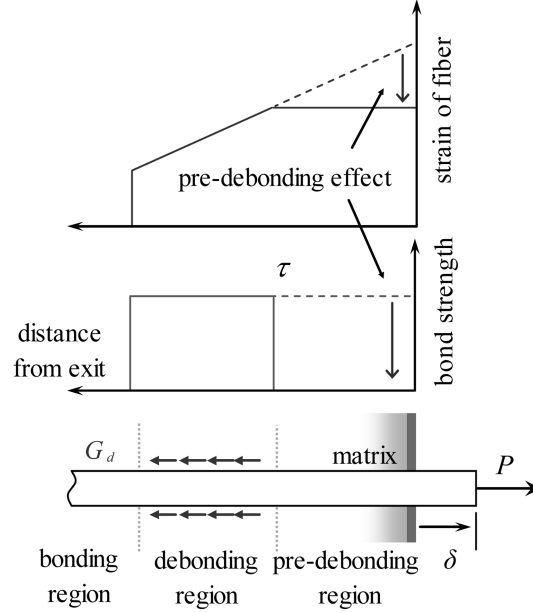 strain of fiber
pre-debonding effect
τ
bond strength
distance
from exit
G_d
matrix
P
δ
bonding
region
debonding
region
pre-debonding
region